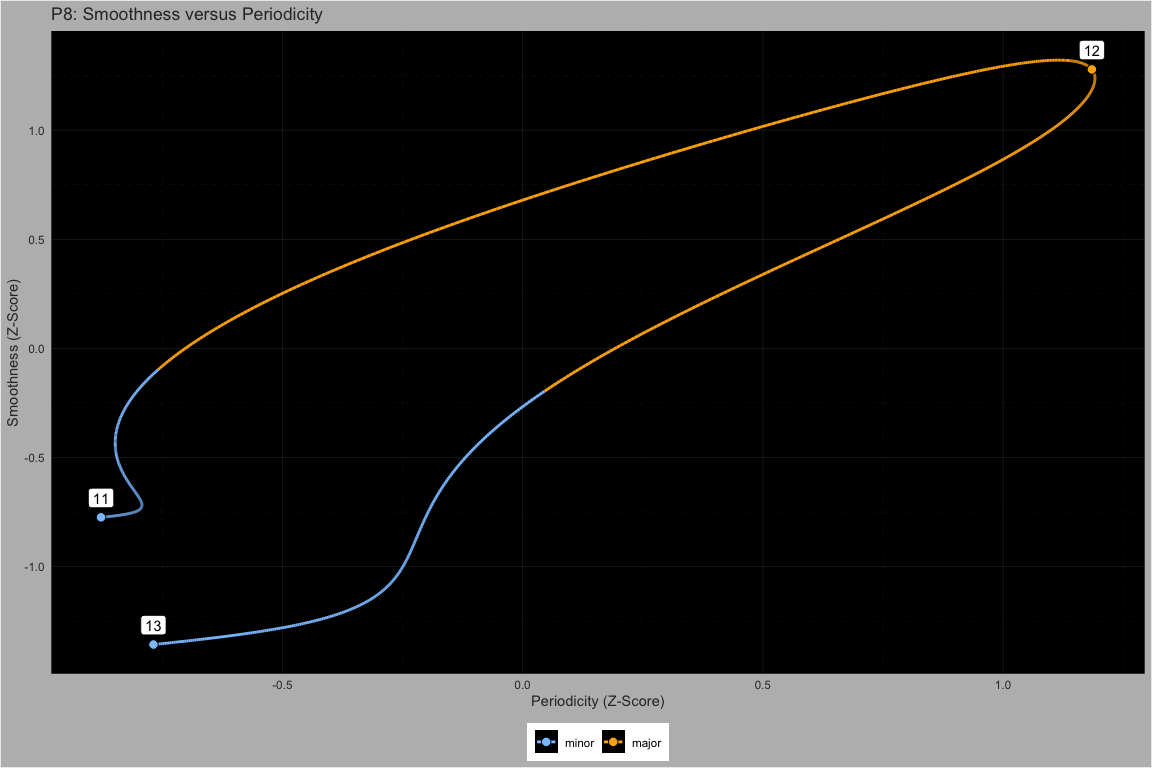 P8: Smoothness versus Periodicity
12
1.0
0.5
0.0
-0.5
11
-1.0
13
Smoothness (Z-Score)
-0.5
0.0
0.5
1.0
Periodicity (Z-Score)
minor
major